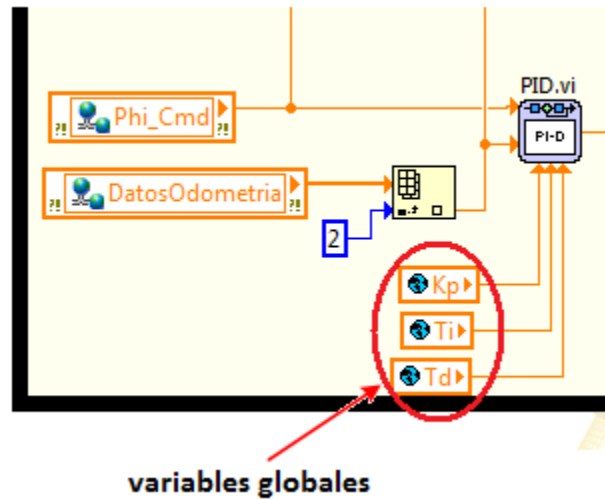 PID.vi
Phi_Cmd
PI-D
DatosOdometria
2
Kp
Ti
Td
variables globales